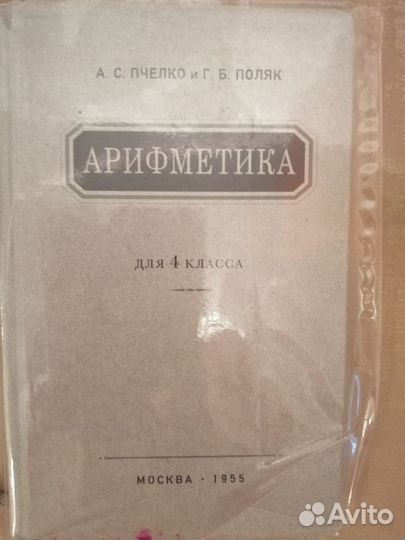 А. С. ПЧЕЛКО и Г. Б. ПОЛЯК
АРИФМЕТИКА
ДЛЯ 4 КЛАССА
МОСКВА · 1955
Avito